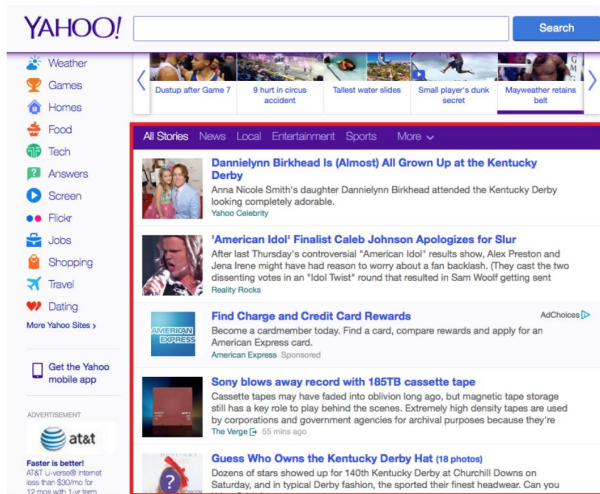 YAHOO!
Search
Weather
Games
Homes
Food
Tech
Answers
Screen
Flickr
Jobs
Shopping
Travel
Dating
More Yahoo Sites ›
Get the Yahoo
mobile app
ADVERTISEMENT
at&t
Faster is better!
AT&T U-verse® Internet
less than $30/mo for
12 mos with 1-yr term
Dustup after Game 7
9 hurt in circus
accident
Tallest water slides
Small player's dunk
secret
Mayweather retains
belt
All Stories News Local Entertainment Sports More
Dannielynn Birkhead Is (Almost) All Grown Up at the Kentucky
Derby
Anna Nicole Smith's daughter Dannielynn Birkhead attended the Kentucky Derby
looking completely adorable.
Yahoo Celebrity
'American Idol' Finalist Caleb Johnson Apologizes for Slur
After last Thursday's controversial "American Idol" results show, Alex Preston and
Jena Irene might have had reason to worry about a fan backlash. (They cast the two
dissenting votes in an "Idol Twist" round that resulted in Sam Woolf getting sent
Reality Rocks
AMERICAN
EXPRESS
Find Charge and Credit Card Rewards
AdChoices
Become a cardmember today. Find a card, compare rewards and apply for an
American Express card.
American Express Sponsored
Sony blows away record with 185TB cassette tape
Cassette tapes may have faded into oblivion long ago, but magnetic tape storage
still has a key role to play behind the scenes. Extremely high density tapes are used
by corporations and government agencies for archival purposes because they're
The Verge 55 mins ago
?
Guess Who Owns the Kentucky Derby Hat (18 photos)
Dozens of stars showed up for 140th Kentucky Derby at Churchill Downs on
Saturday, and in typical Derby fashion, the sported their finest headwear. Can you